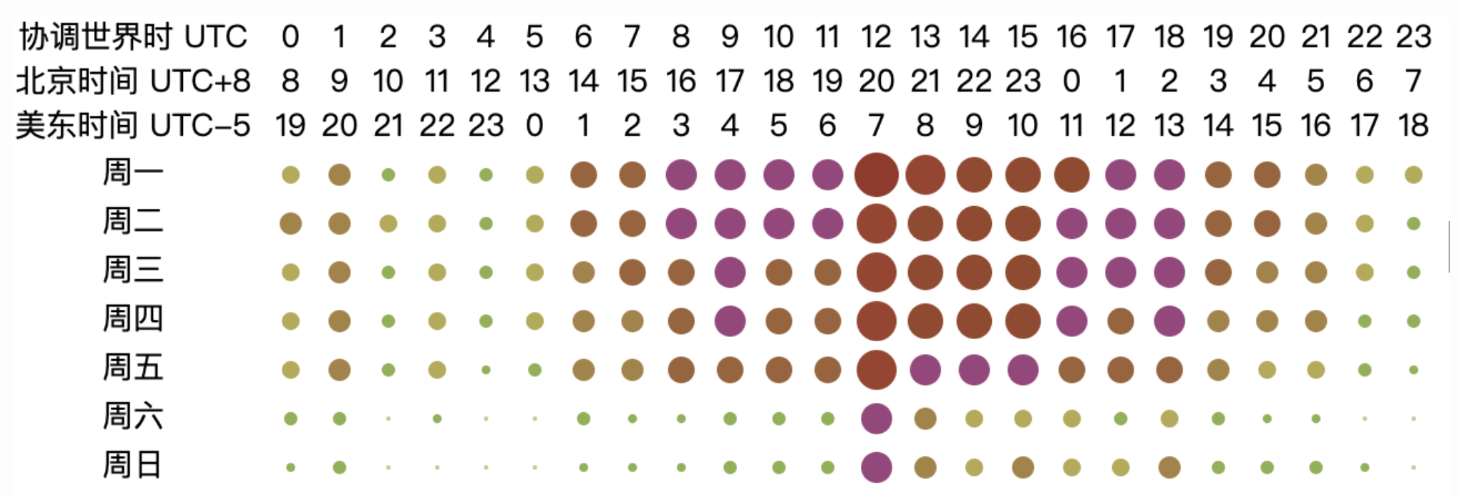 协调世界时 UTC 0 1 2 3 4 5 6 7 8 9 10 11 12 13 14 15 16 17 18 19 20 21 22 23
北京时间 UTC+8 8 9 10 11 12 13 14 15 16 17 18 19 20 21 22 23 0 1 2 3 4 5 6 7
美东时间 UTC−5 19 20 21 22 23 0 1 2 3 4 5 6 7 8 9 10 11 12 13 14 15 16 17 18
周一
周二
周三
周四
周五
周六
周日